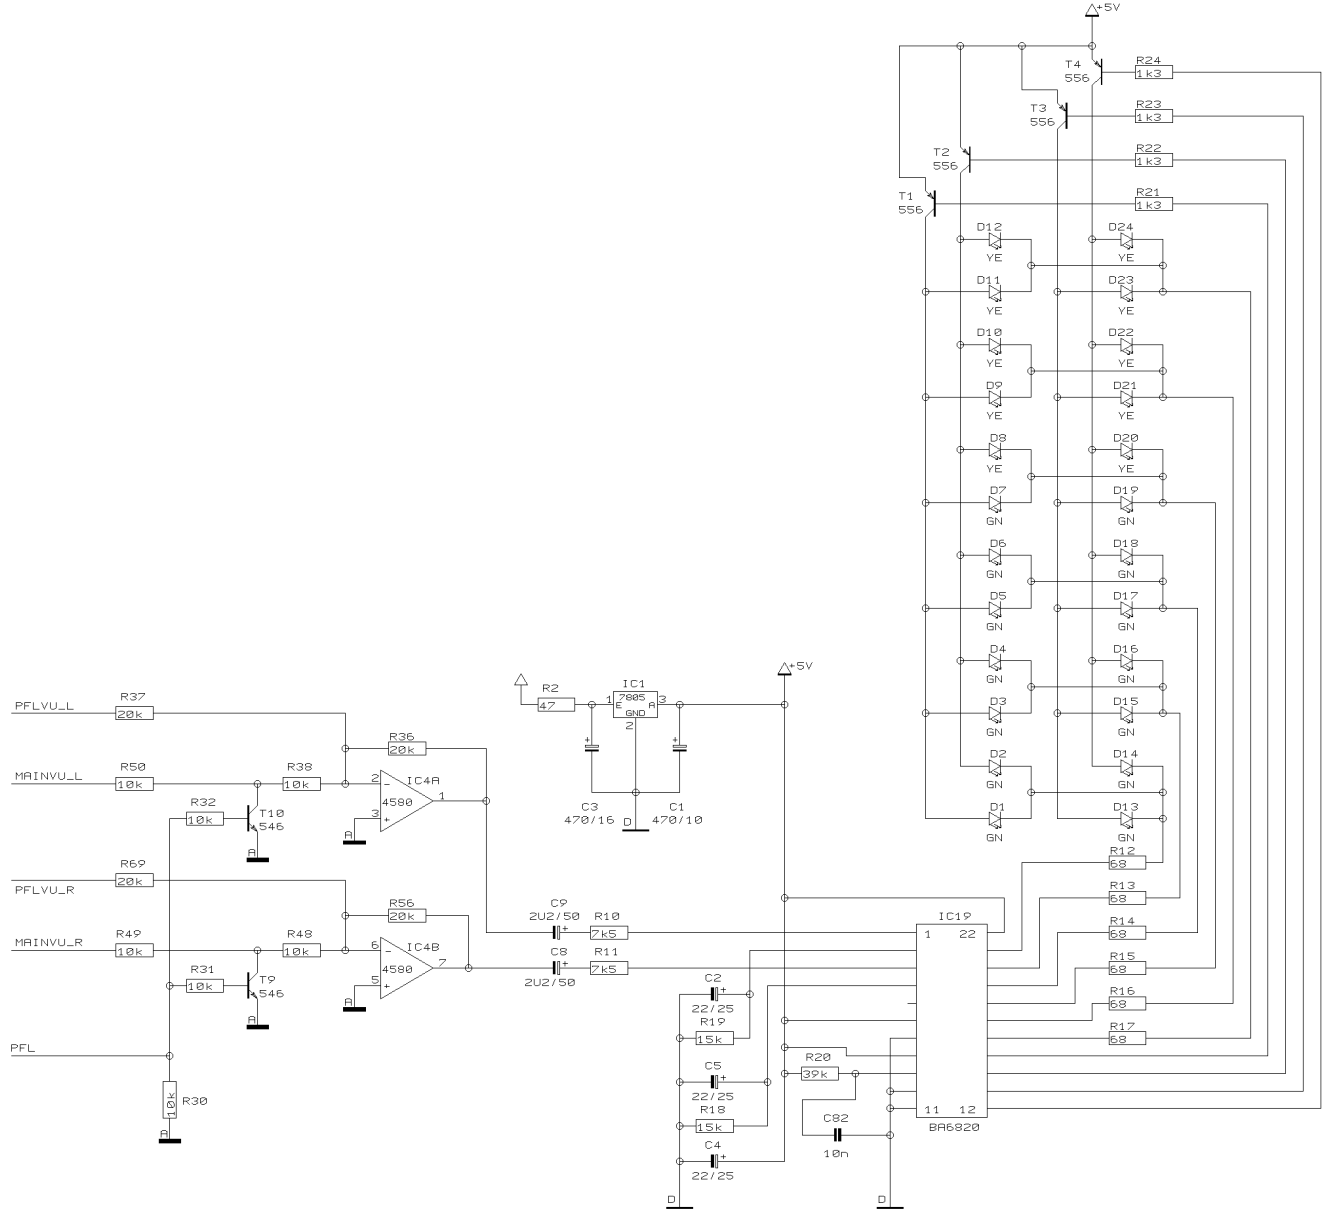 +5V
T4
556
R24
1k3
T3
556
R23
1k3
T2
556
R22
1k3
T1
556
R21
1k3
D12
YE
D24
YE
D11
YE
D23
YE
D10
YE
D22
YE
D9
YE
D21
YE
D8
YE
D20
YE
D7
GN
D19
GN
D6
GN
D18
GN
D5
GN
D17
GN
D4
GN
D16
GN
D3
GN
D15
GN
D2
GN
D14
GN
D1
GN
D13
GN
R12
68
R13
68
R14
68
R15
68
R16
68
R17
68
+5V
R2
47
IC1
7805
1
E
A
3
GND
2
+
+
C3
470/16
C1
470/10
D
PFLVU_L
R37
20k
MAINVU_L
R50
10k
R38
10k
R36
20k
R32
10k
T10
546
A
2
-
3
+
IC4A
4580
1
A
PFLVU_R
R69
20k
MAINVU_R
R49
10k
R48
10k
R56
20k
R31
10k
T9
546
A
6
-
5
+
IC4B
4580
7
A
PFL
10k
R30
A
C9
2U2/50
+
R10
7k5
C8
2U2/50
+
R11
7k5
C2
+
22/25
R19
15k
C5
+
22/25
R18
15k
C4
+
22/25
D
R20
39k
C82
10n
D
IC19
1
22
11
12
BA6820